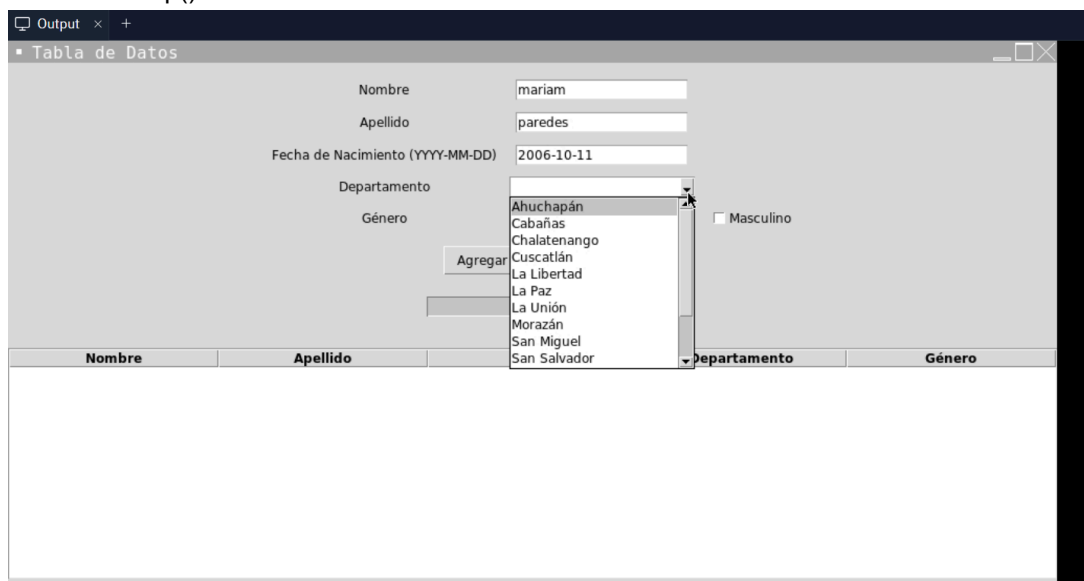 Output × +
Tabla de Datos
Nombre mariam
Apellido paredes
Fecha de Nacimiento (YYYY-MM-DD) 2006-10-11
Departamento
Género Masculino
Ahuchapán
Cabañas
Chalatenango
Cuscatlán
La Libertad
La Paz
La Unión
Morazán
San Miguel
San Salvador
Agregar
Nombre Apellido Departamento Género